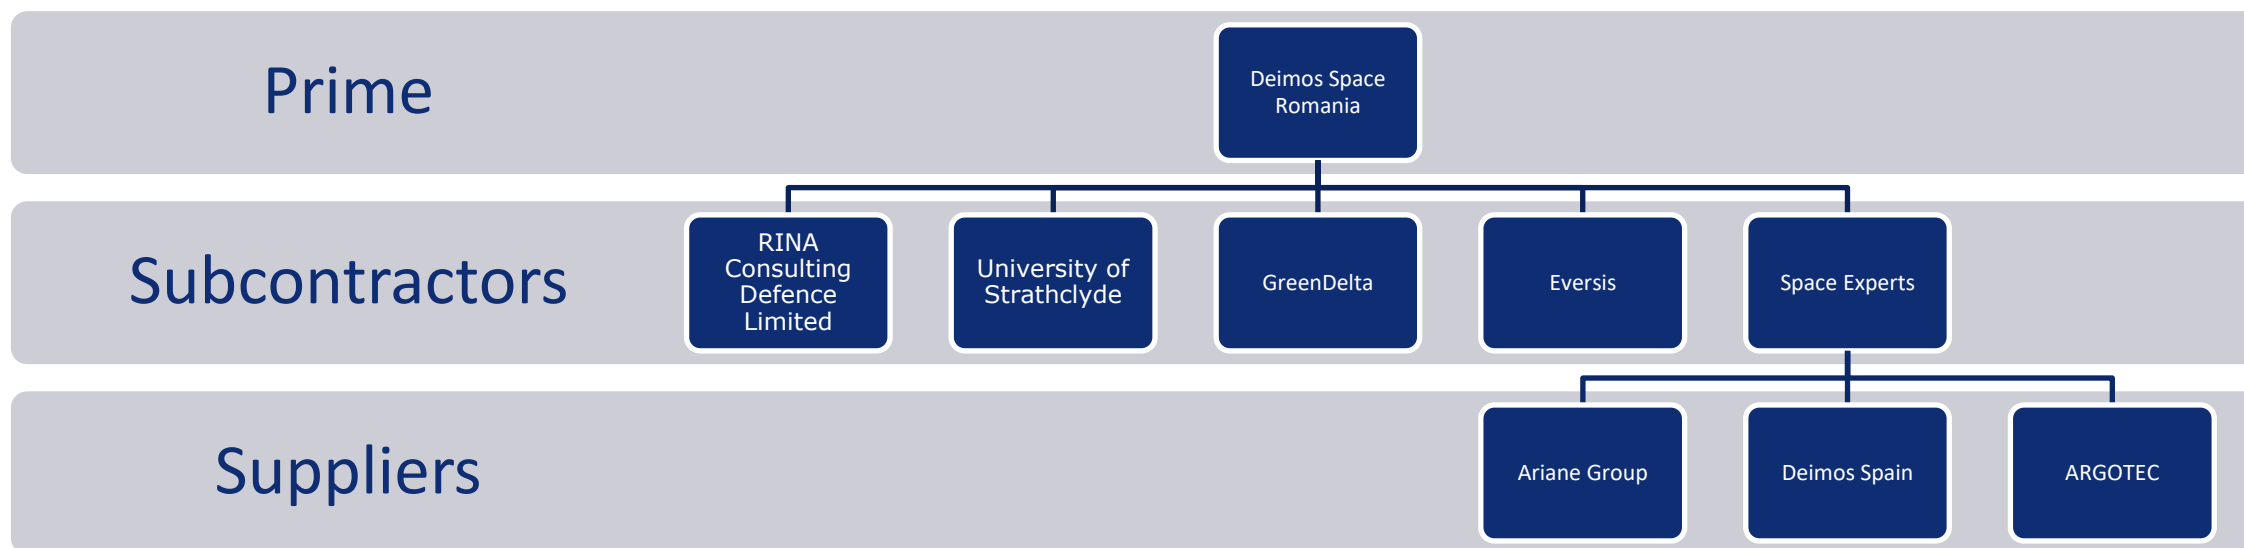 Prime
Deimos Space
Romania
Subcontractors
RINA
Consulting
Defence
Limited
University of
Strathclyde
GreenDelta
Eversis
Space Experts
Suppliers
Ariane Group
Deimos Spain
ARGOTEC